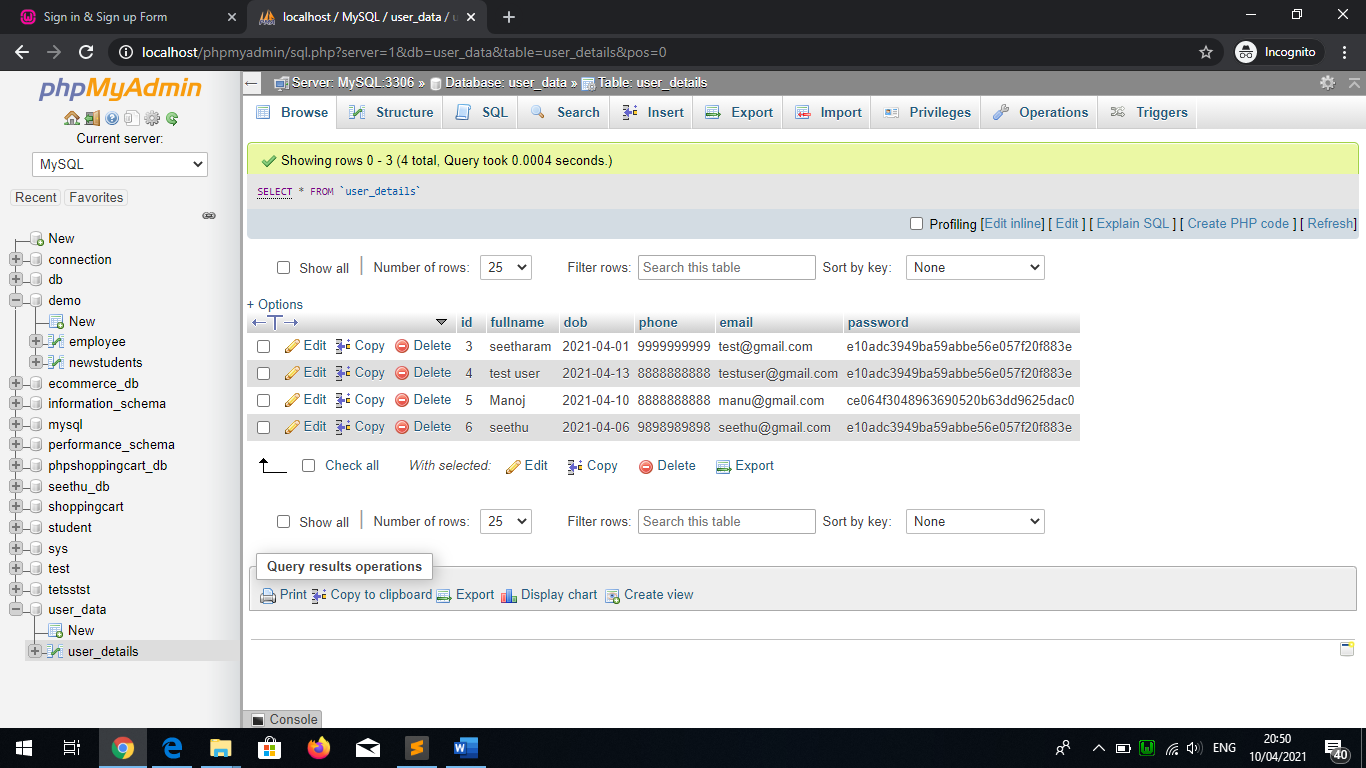 Sign in & Sign up Form
localhost / MySQL / user_data / u
localhost/phpmyadmin/sql.php?server=1&db=user_data&table=user_details&pos=0
Incognito
phpMyAdmin
Current server:
MySQL
Recent Favorites
New
connection
db
demo
New
employee
newstudents
ecommerce_db
information_schema
mysql
performance_schema
phpshoppingcart_db
seethu_db
shoppingcart
student
sys
test
tetsstst
user_data
New
user_details
Server: MySQL:3306 » Database: user_data » Table: user_details
Browse Structure SQL Search Insert Export Import Privileges Operations Triggers
Showing rows 0 - 3 (4 total, Query took 0.0004 seconds.)
SELECT * FROM `user_details`
Profiling [Edit inline] [ Edit ] [ Explain SQL ] [ Create PHP code ] [ Refresh]
Show all Number of rows: 25 Filter rows: Search this table Sort by key: None
+ Options
←T→ id fullname dob phone email password
Edit Copy Delete 3 seetharam 2021-04-01 9999999999 test@gmail.com e10adc3949ba59abbe56e057f20f883e
Edit Copy Delete 4 test user 2021-04-13 8888888888 testuser@gmail.com e10adc3949ba59abbe56e057f20f883e
Edit Copy Delete 5 Manoj 2021-04-10 8888888888 manu@gmail.com ce064f3048963690520b63dd9625dac0
Edit Copy Delete 6 seethu 2021-04-06 9898989898 seethu@gmail.com e10adc3949ba59abbe56e057f20f883e
Check all With selected: Edit Copy Delete Export
Show all Number of rows: 25 Filter rows: Search this table Sort by key: None
Query results operations
Print Copy to clipboard Export Display chart Create view
Console
ENG
20:50
10/04/2021
40